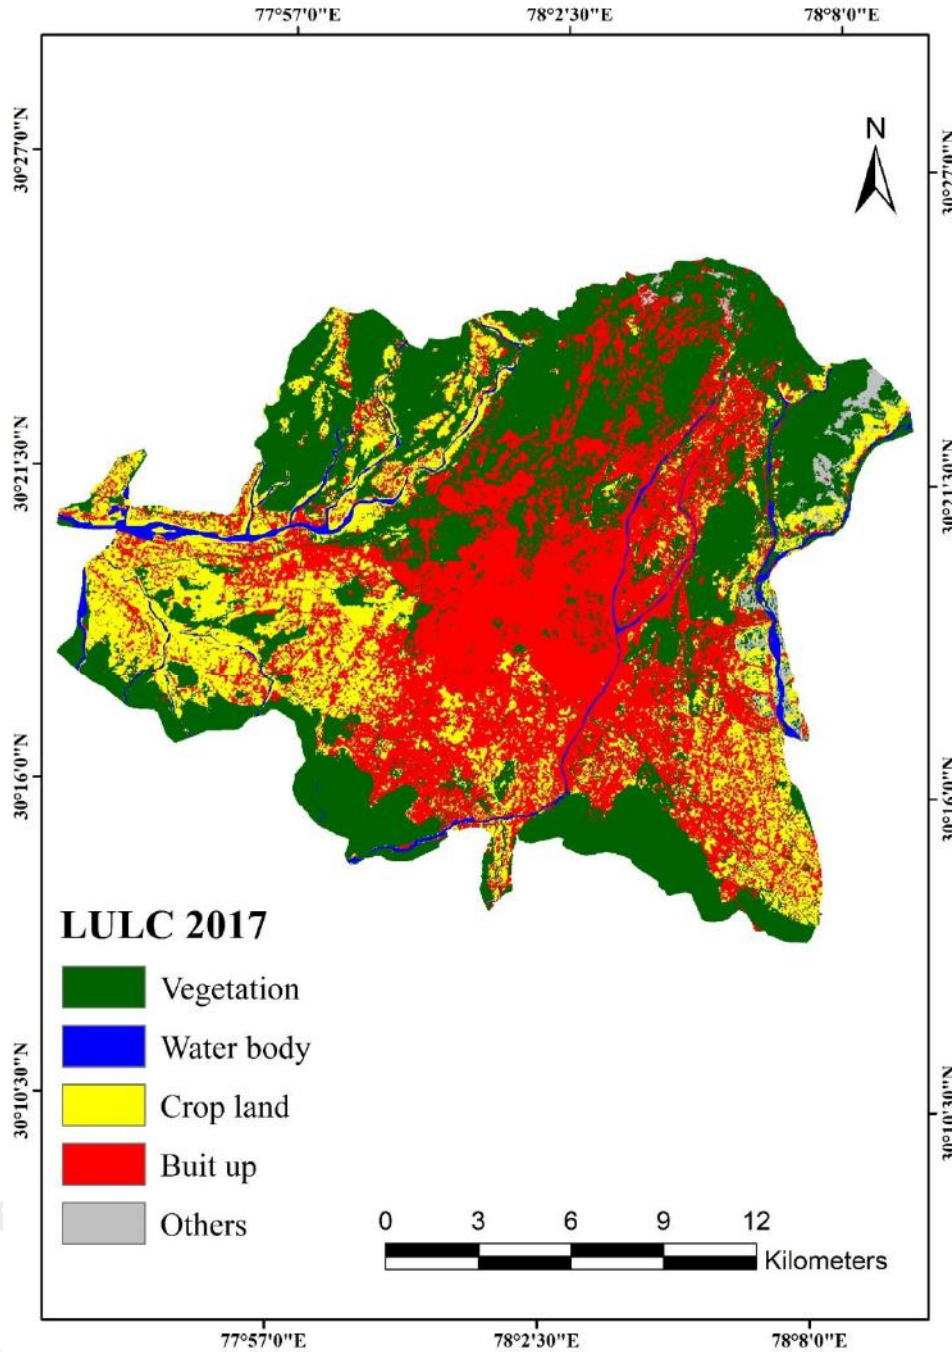 77°57'0"E 78°2'30"E 78°8'0"E
30°27'0"N 30°27'0"N
N
30°21'30"N 30°21'30"N
30°16'0"N 30°16'0"N
LULC 2017
Vegetation
Water body
30°10'30"N 30°10'30"N
Crop land
Buit up
Others
0 3 6 9 12
Kilometers
77°57'0"E 78°2'30"E 78°8'0"E